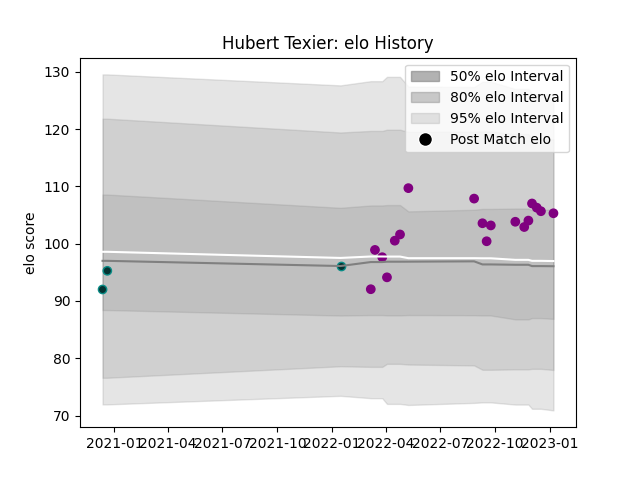 Hubert Texier: elo History
130
120
110
100
90
80
70
elo score
50% elo Interval
80% elo Interval
95% elo Interval
Post Match elo
2021-01 2021-04 2021-07 2021-10 2022-01 2022-04 2022-07 2022-10 2023-01